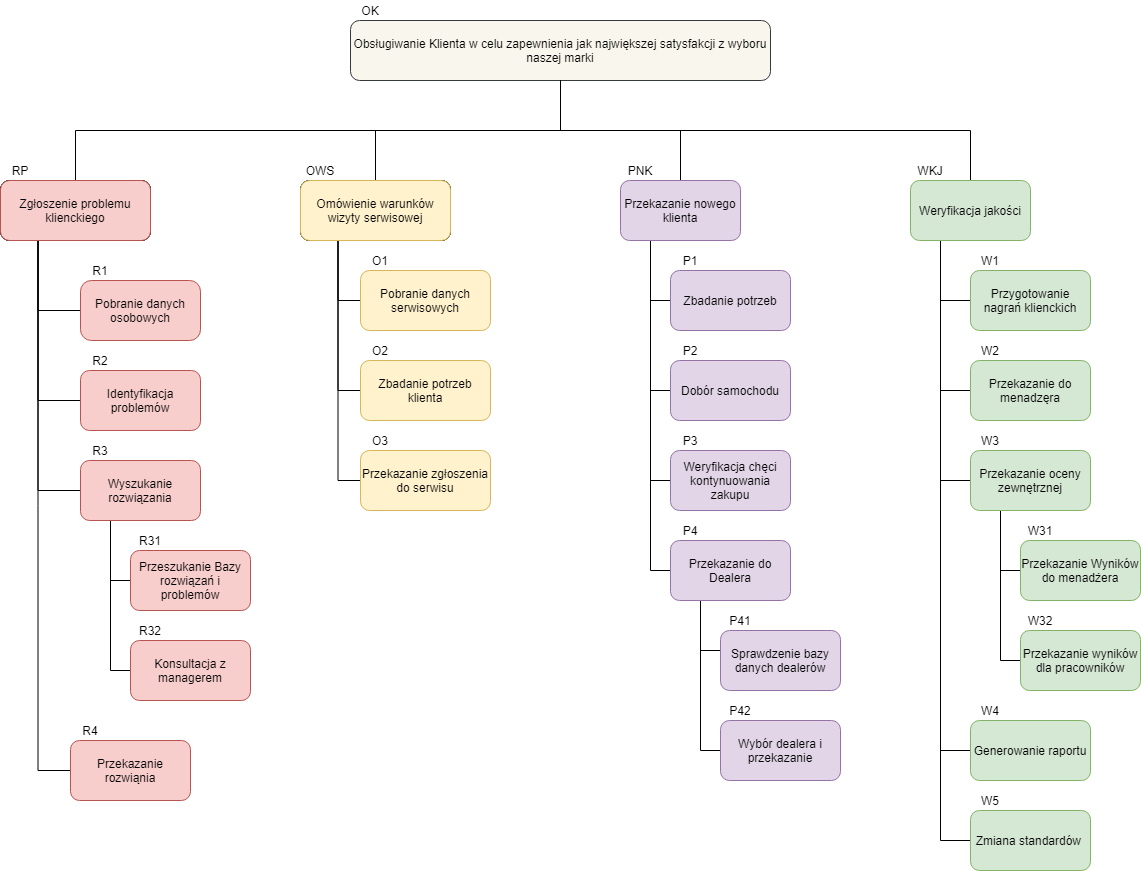 OK
Obsługiwanie Klienta w celu zapewnienia jak największej satysfakcji z wyboru
naszej marki
RP
Zgłoszenie problemu
klienckiego
R1
Pobranie danych
osobowych
R2
Identyfikacja
problemów
R3
Wyszukanie
rozwiązania
R31
Przeszukanie Bazy
rozwiązań i
problemów
R32
Konsultacja z
managerem
R4
Przekazanie
rozwiąnia
OWS
Omówienie warunków
wizyty serwisowej
O1
Pobranie danych
serwisowych
O2
Zbadanie potrzeb
klienta
O3
Przekazanie zgłoszenia
do serwisu
PNK
Przekazanie nowego
klienta
P1
Zbadanie potrzeb
P2
Dobór samochodu
P3
Weryfikacja chęci
kontynuowania
zakupu
P4
Przekazanie do
Dealera
P41
Sprawdzenie bazy
danych dealerów
P42
Wybór dealera i
przekazanie
WKJ
Weryfikacja jakości
W1
Przygotowanie
nagrań klienckich
W2
Przekazanie do
menadzęra
W3
Przekazanie oceny
zewnętrznej
W31
Przekazanie Wyników
do menadżera
W32
Przekazanie wyników
dla pracowników
W4
Generowanie raportu
W5
Zmiana standardów